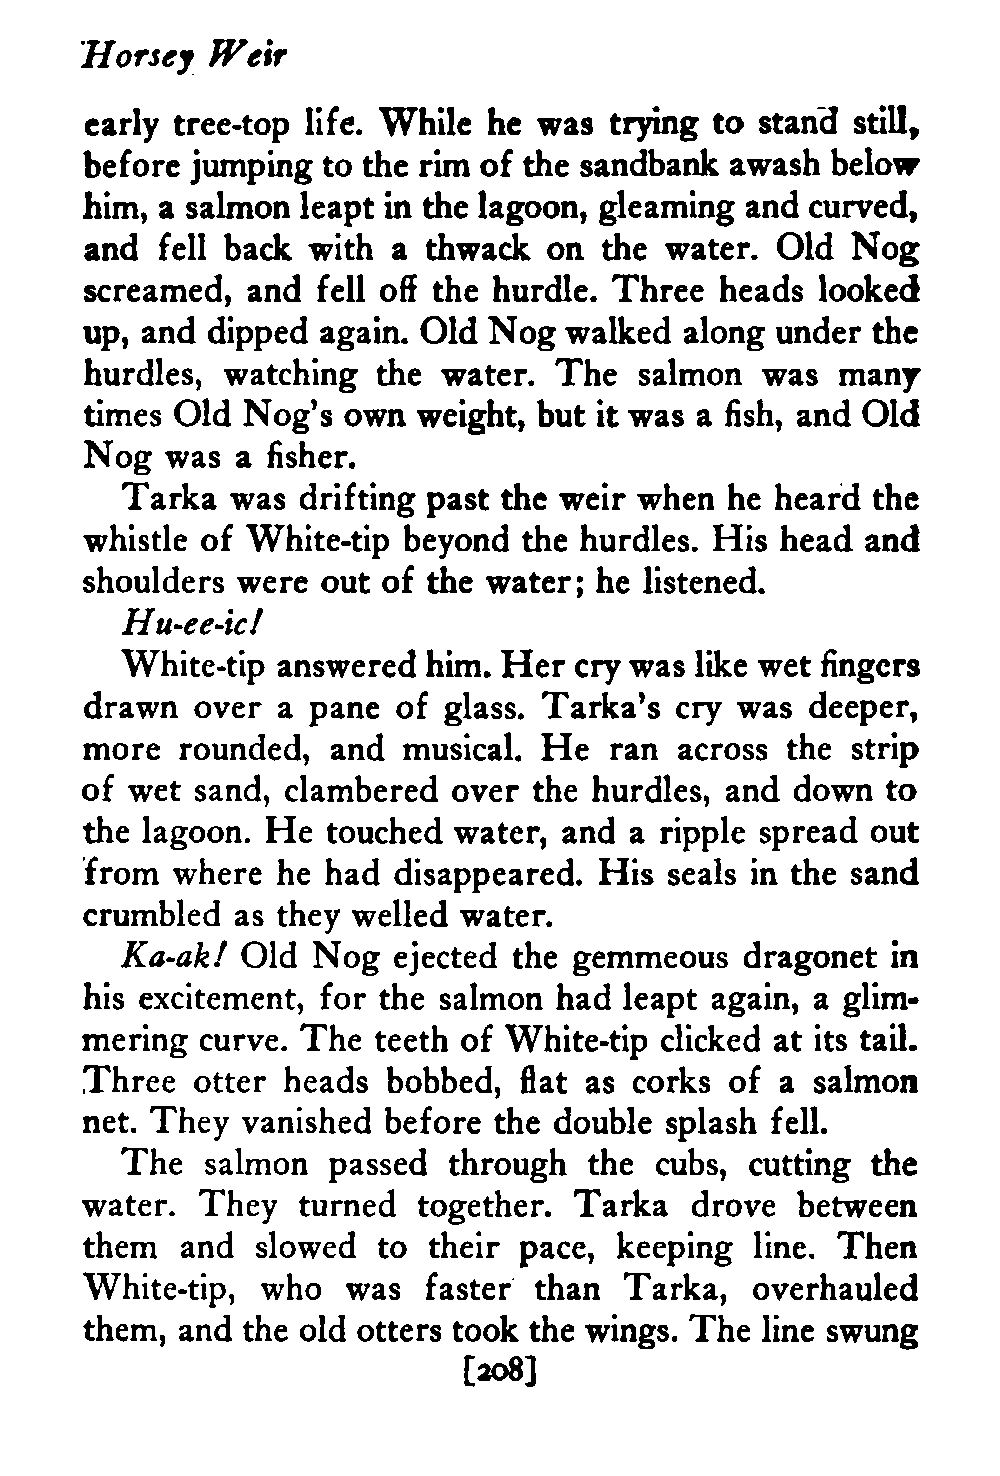 Horsey Weir
early tree-top life. While he was trying to stand still,
before jumping to the rim of the sandbank awash below
him, a salmon leapt in the lagoon, gleaming and curved,
and fell back with a thwack on the water. Old Nog
screamed, and fell off the hurdle. Three heads looked
up, and dipped again. Old Nog walked along under the
hurdles, watching the water. The salmon was many
times Old Nog's own weight, but it was a fish, and Old
Nog was a fisher.
Tarka was drifting past the weir when he heard the
whistle of White-tip beyond the hurdles. His head and
shoulders were out of the water; he listened.
Hu-ee-ic!
White-tip answered him. Her cry was like wet fingers
drawn over a pane of glass. Tarka's cry was deeper,
more rounded, and musical. He ran across the strip
of wet sand, clambered over the hurdles, and down to
the lagoon. He touched water, and a ripple spread out
from where he had disappeared. His seals in the sand
crumbled as they welled water.
Ka-ak! Old Nog ejected the gemmeous dragonet in
his excitement, for the salmon had leapt again, a glim-
mering curve. The teeth of White-tip clicked at its tail.
Three otter heads bobbed, flat as corks of a salmon
net. They vanished before the double splash fell.
The salmon passed through the cubs, cutting the
water. They turned together. Tarka drove between
them and slowed to their pace, keeping line. Then
White-tip, who was faster than Tarka, overhauled
them, and the old otters took the wings. The line swung
[208]